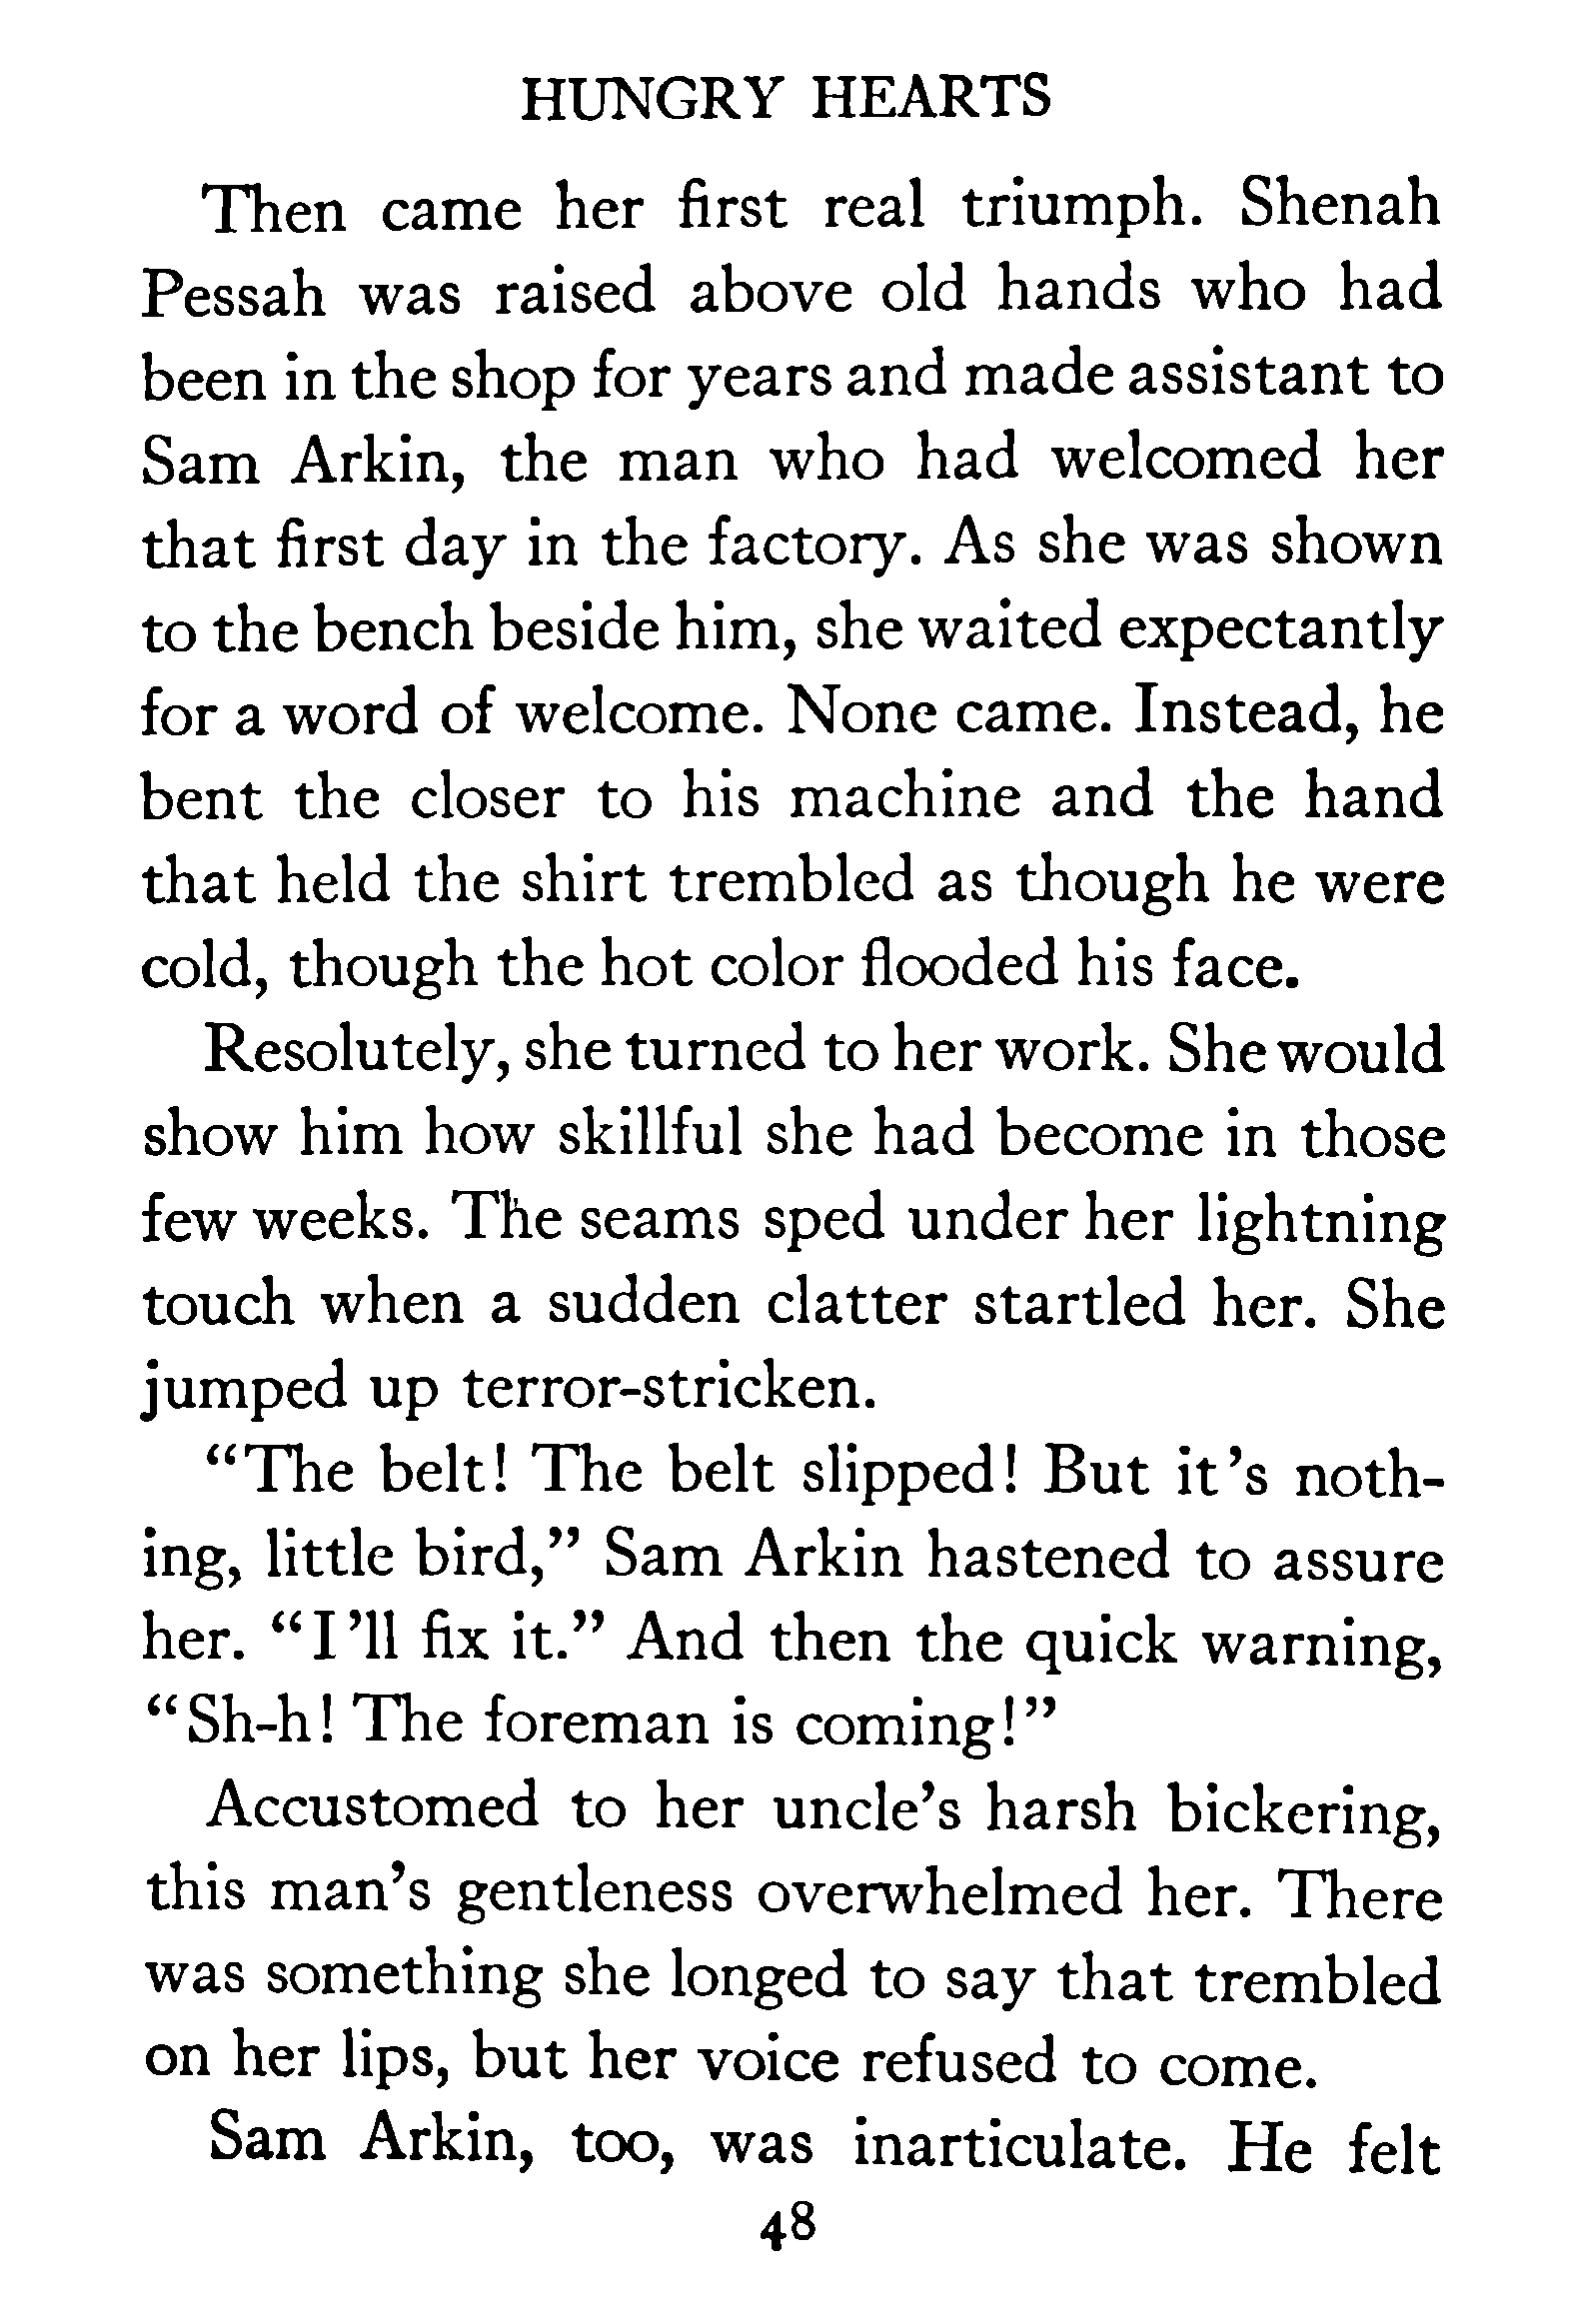 HUNGRY HEARTS
Then came her first real triumph. Shenah
Pessah was raised above old hands who had
been in the shop for years and made assistant to
Sam Arkin, the man who had welcomed her
that first day in the factory. As she was shown
to the bench beside him, she waited expectantly
for a word of welcome. None came. Instead, he
bent the closer to his machine and the hand
that held the shirt trembled as though he were
cold, though the hot color flooded his face.
Resolutely, she turned to her work. She would
show him how skillful she had become in those
few weeks. The seams sped under her lightning
touch when a sudden clatter startled her. She
jumped up terror-stricken.
“The belt! The belt slipped! But it’s noth-
ing, little bird,” Sam Arkin hastened to assure
her. “I’ll fix it.” And then the quick warning,
“Sh-h! The foreman is coming!”
Accustomed to her uncle’s harsh bickering,
this man’s gentleness overwhelmed her. There
was something she longed to say that trembled
on her lips, but her voice refused to come.
Sam Arkin, too, was inarticulate. He felt
48